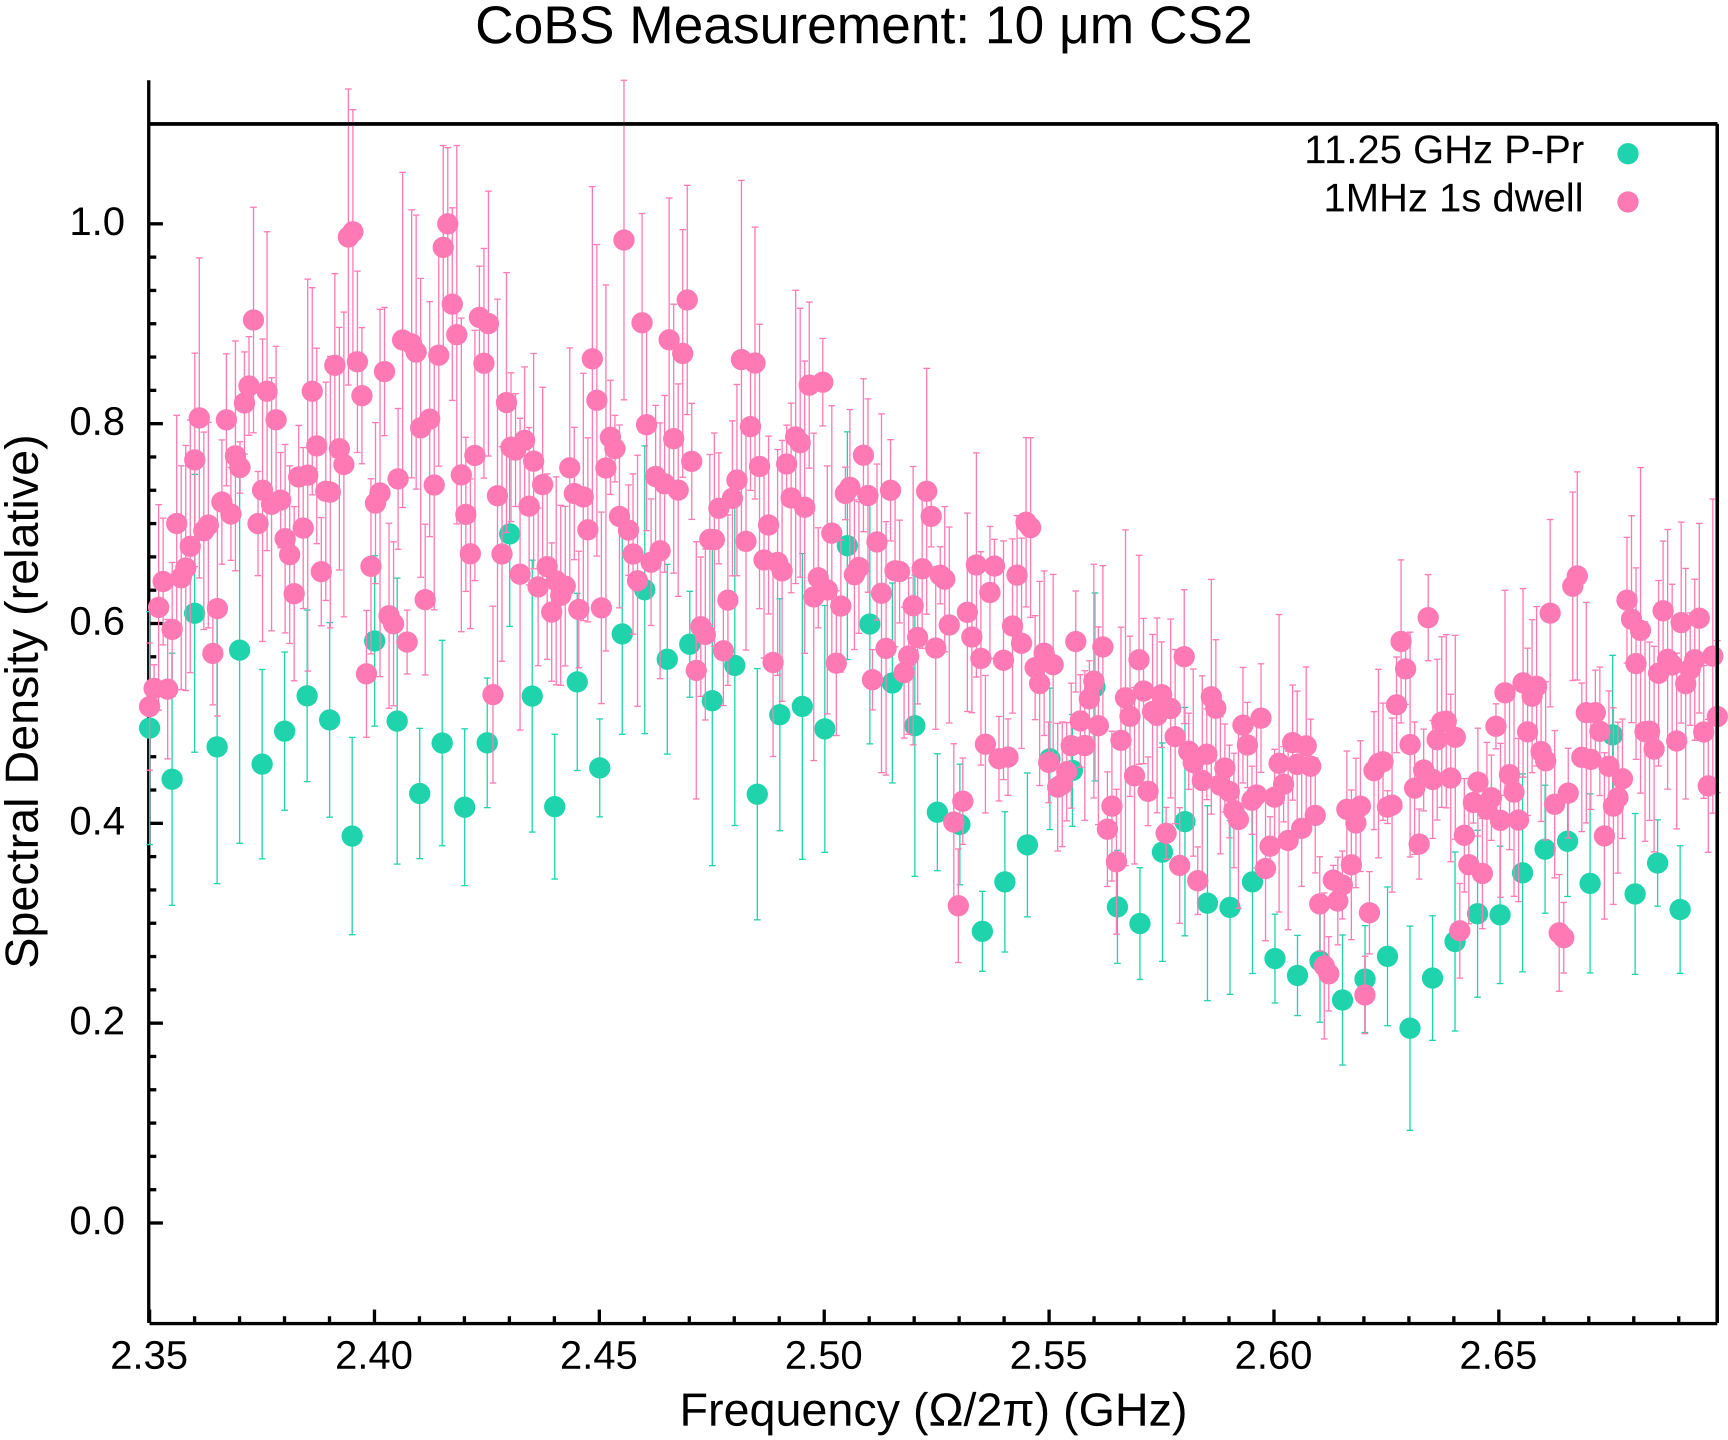 CoBS Measurement: 10 μm CS2
11.25 GHz P-Pr
1MHz 1s dwell
Spectral Density (relative)
1.0
0.8
0.6
0.4
0.2
0.0
2.35 2.40 2.45 2.50 2.55 2.60 2.65
Frequency (Ω/2π) (GHz)